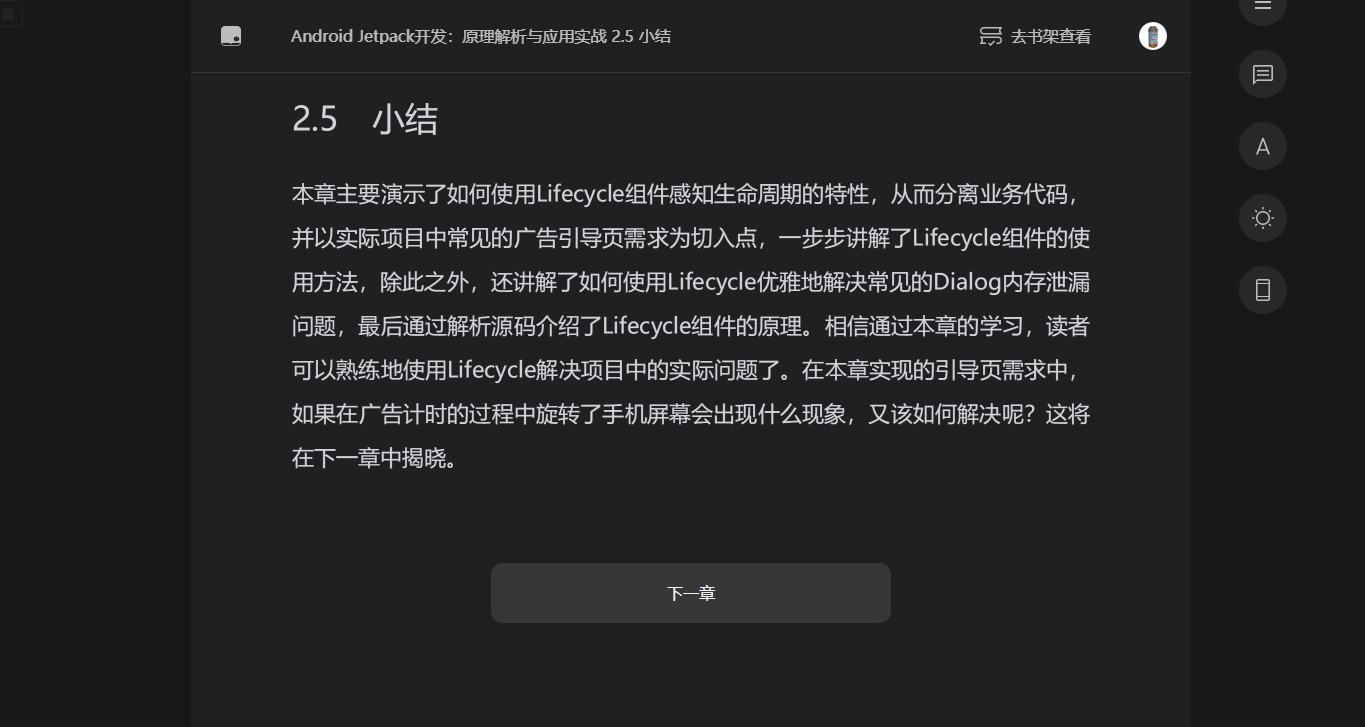 Android Jetpack开发：原理解析与应用实战 2.5 小结
去书架查看
A
2.5 小结
本章主要演示了如何使用Lifecycle组件感知生命周期的特性，从而分离业务代码，
并以实际项目中常见的广告引导页需求为切入点，一步步讲解了Lifecycle组件的使
用方法，除此之外，还讲解了如何使用Lifecycle优雅地解决常见的Dialog内存泄漏
问题，最后通过解析源码介绍了Lifecycle组件的原理。相信通过本章的学习，读者
可以熟练地使用Lifecycle解决项目中的实际问题了。在本章实现的引导页需求中，
如果在广告计时的过程中旋转了手机屏幕会出现什么现象，又该如何解决呢？这将
在下一章中揭晓。
下一章